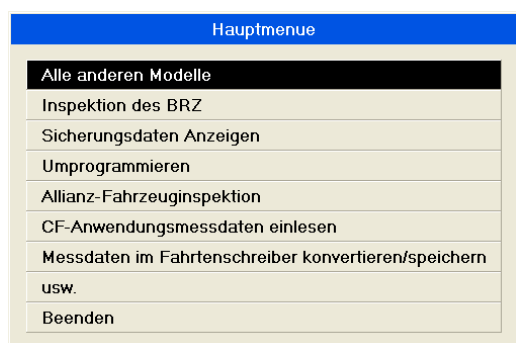 Hauptmenue
Alle anderen Modelle
Inspektion des BRZ
Sicherungsdaten Anzeigen
Umprogrammieren
Allianz-Fahrzeuginspektion
CF-Anwendungsmessdaten einlesen
Messdaten im Fahrtenschreiber konvertieren/speichern
usw.
Beenden